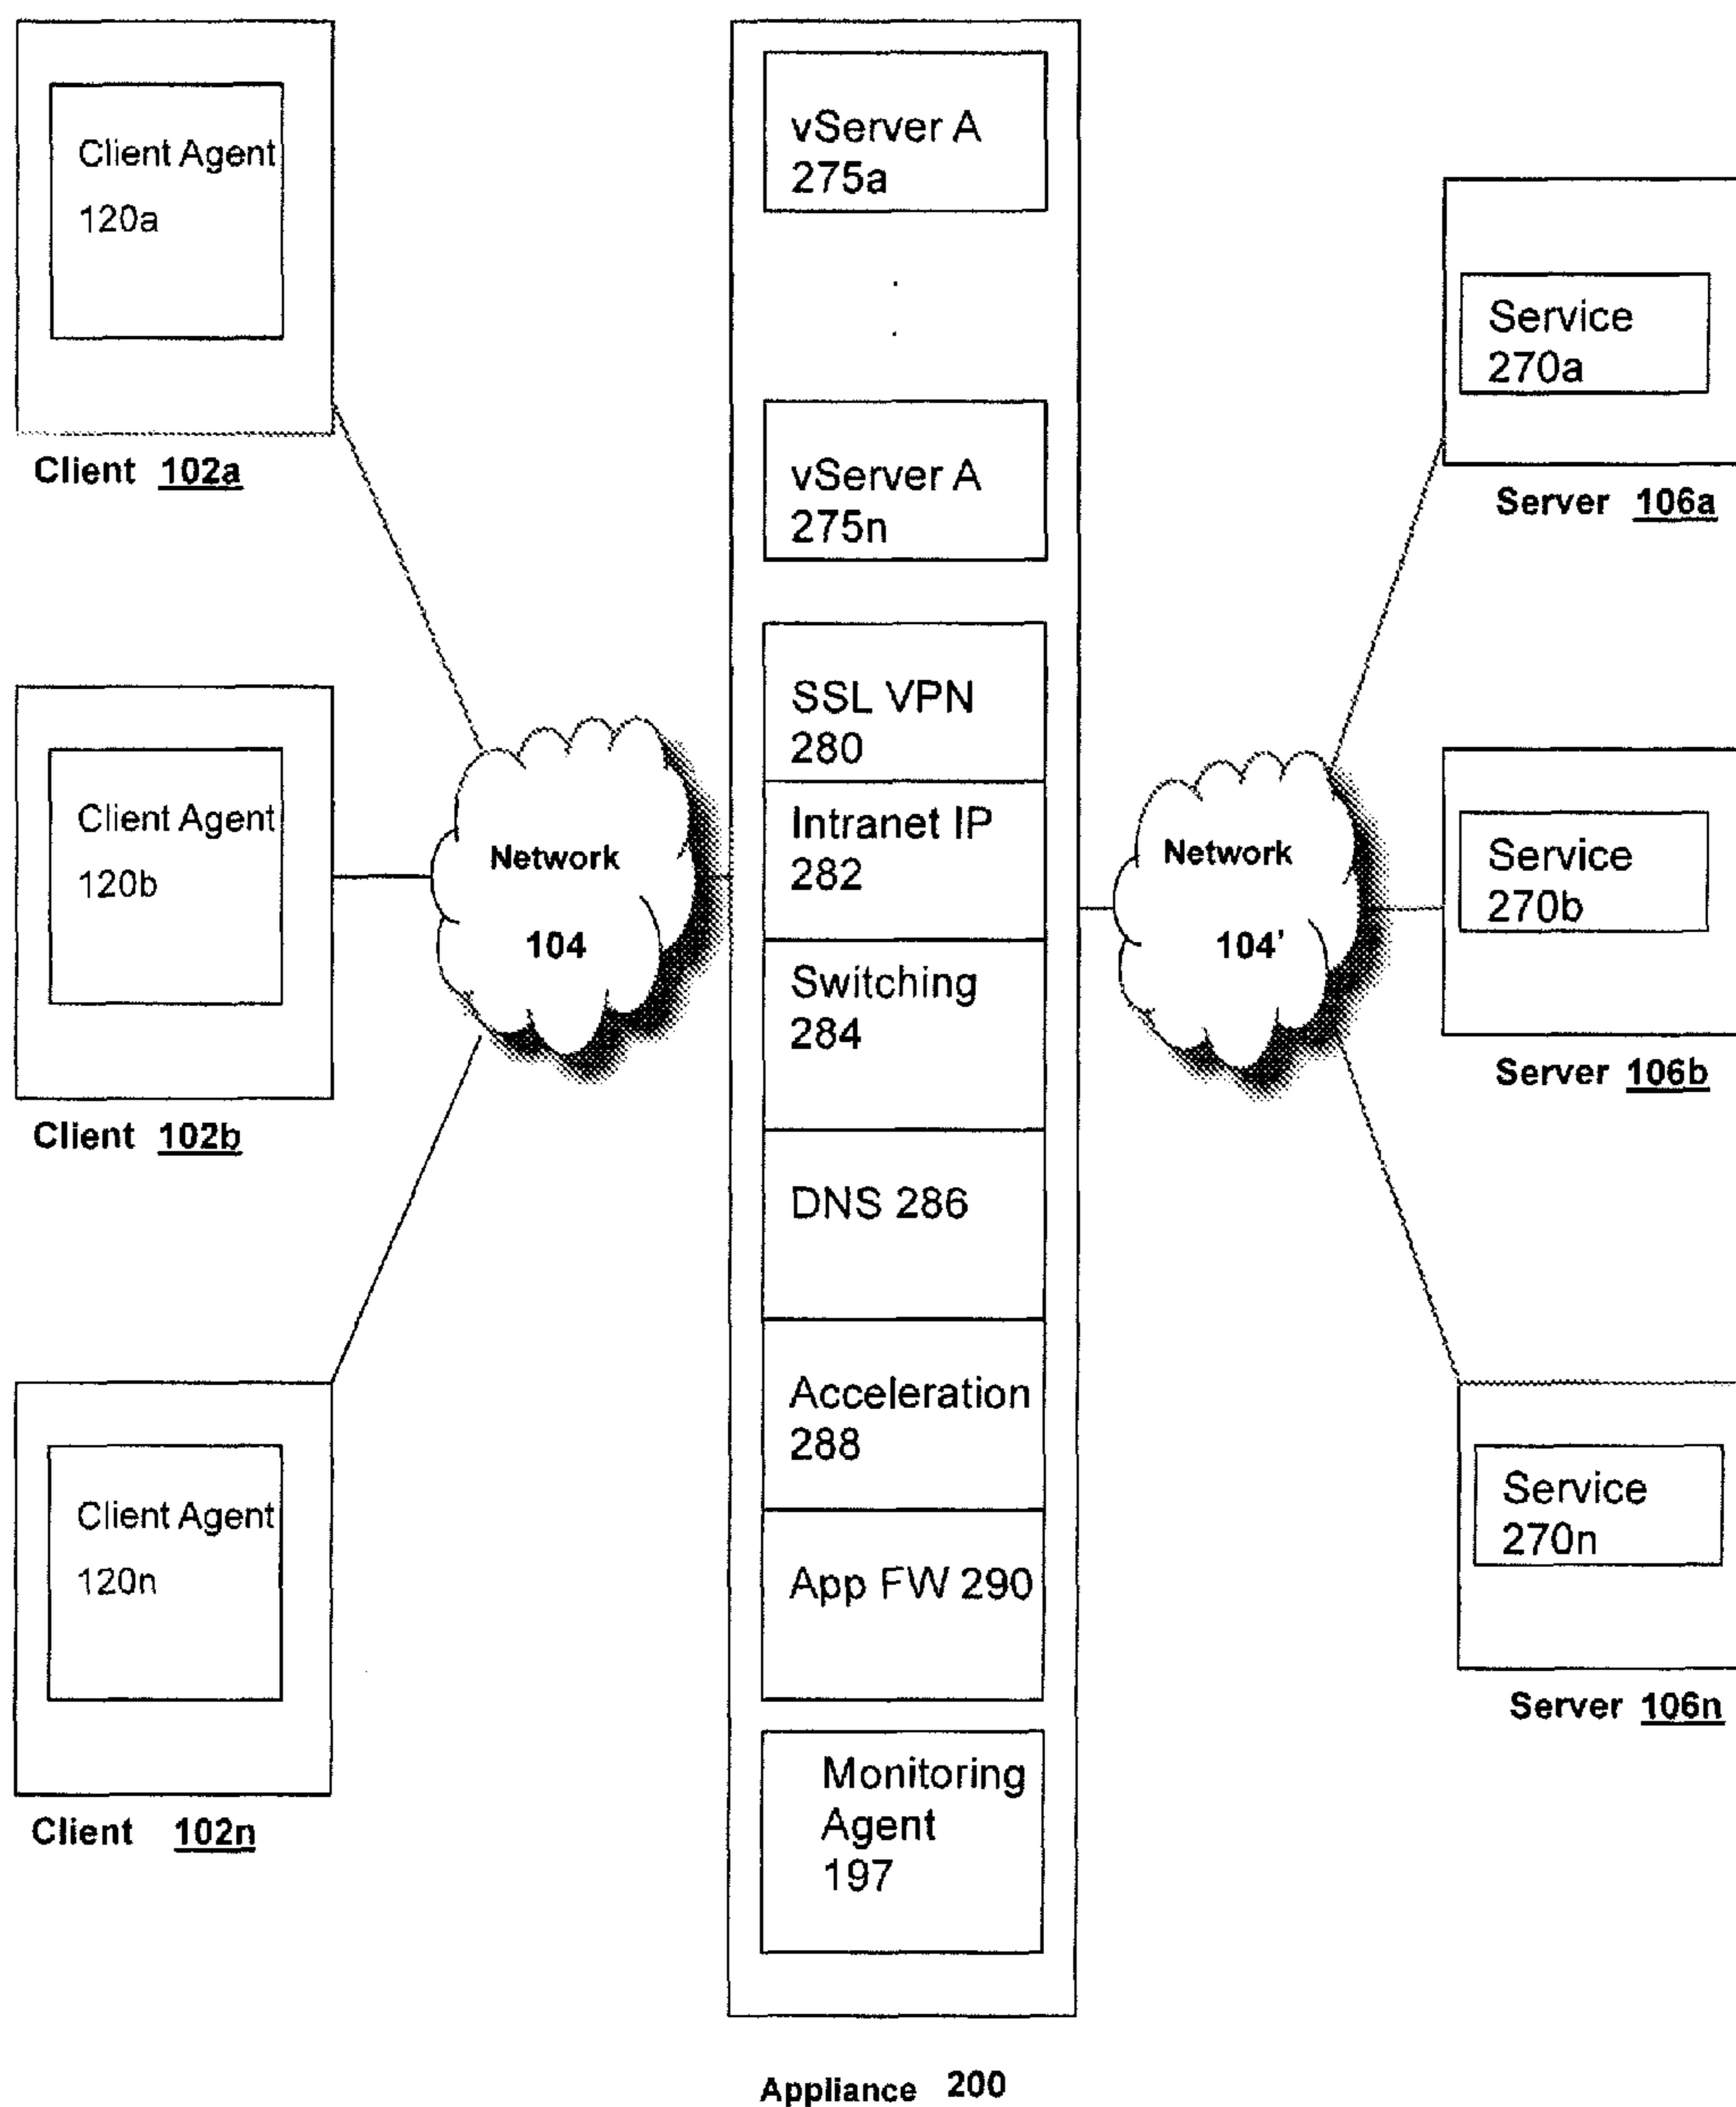 Client Agent
120a
Client 102a
Client Agent
120b
Client 102b
Client Agent
120n
Client 102n
Network
104
vServer A
275a
vServer A
275n
SSL VPN
280
Intranet IP
282
Switching
284
DNS 286
Acceleration
288
App FW 290
Monitoring
Agent
197
Appliance 200
Network
104'
Service
270a
Server 106a
Service
270b
Server 106b
Service
270n
Server 106n